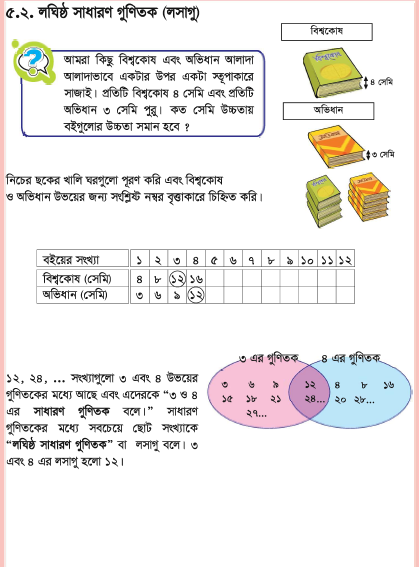 ৫.২. লঘিষ্ঠ সাধারণ গুণিতক (লসাগু)
বিশ্বকোষ
আমরা কিছু বিশ্বকোষ এবং অভিধান আলাদা
আলাদাভাবে একটার উপর একটা স্তূপাকারে
সাজাই। প্রতিটি বিশ্বকোষ ৪ সেমি এবং প্রতিটি
অভিধান ৩ সেমি পুরু। কত সেমি উচ্চতায়
বইগুলোর উচ্চতা সমান হবে ?
৪ সেমি
অভিধান
৩ সেমি
নিচের ছকের খালি ঘরগুলো পূরণ করি এবং বিশ্বকোষ
ও অভিধান উভয়ের জন্য সংশ্লিষ্ট নম্বর বৃত্তাকারে চিহ্নিত করি।
বইয়ের সংখ্যা ১ ২ ৩ ৪ ৫ ৬ ৭ ৮ ৯ ১০ ১১ ১২
বিশ্বকোষ (সেমি) ৪ ৮ ১২ ১৬
অভিধান (সেমি) ৩ ৬ ৯ ১২
৩ এর গুণিতক ৪ এর গুণিতক
৩ ৬ ৯ ১২ ৪ ৮ ১৬
১৫ ১৮ ২১ ২৪... ২০ ২৮...
২৭...
১২, ২৪, ... সংখ্যাগুলো ৩ এবং ৪ উভয়ের
গুণিতকের মধ্যে আছে এবং এদেরকে “৩ ও ৪
এর সাধারণ গুণিতক বলে।” সাধারণ
গুণিতকের মধ্যে সবচেয়ে ছোট সংখ্যাকে
“লঘিষ্ঠ সাধারণ গুণিতক” বা লসাগু বলে। ৩
এবং ৪ এর লসাগু হলো ১২।